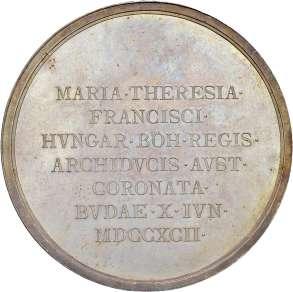 MARIA·THERESIA·
FRANCISCI·
HVNGAR·BÖH·REGIS·
ARCHIDVCIS·AVST·
CORONATA·
BVDAE·X·IVN·
MDCCXCII·